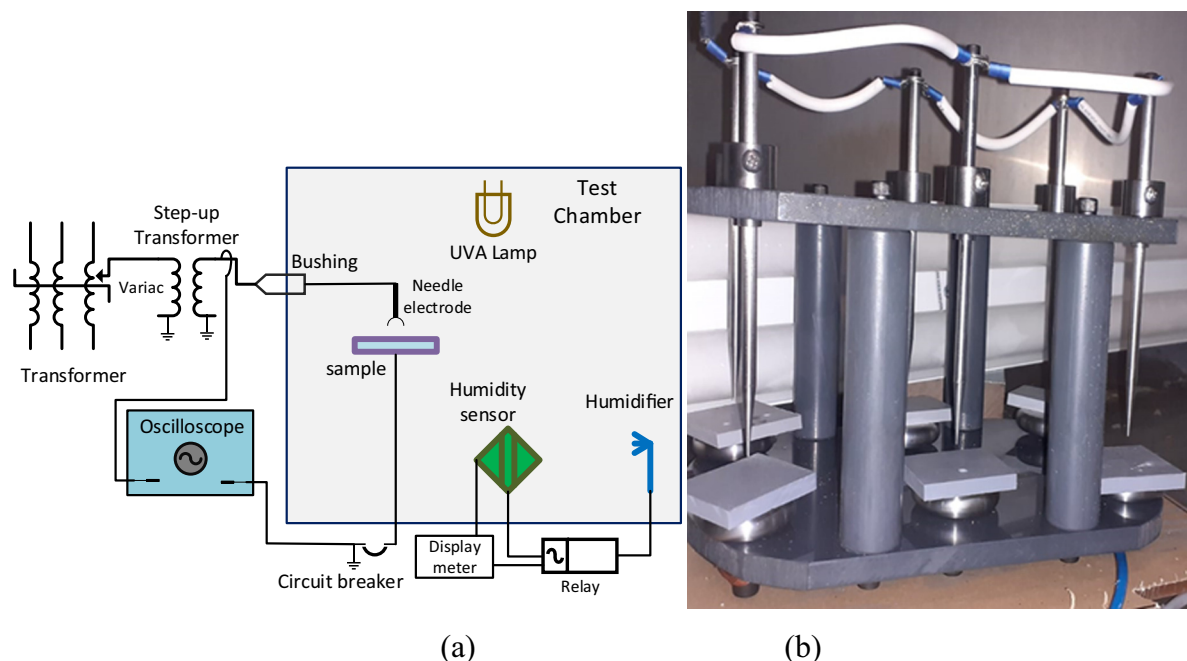 Step-up
Transformer
Variac
Transformer
Bushing
Test
Chamber
UVA Lamp
Needle
electrode
sample
Humidity
sensor
Humidifier
Oscilloscope
Circuit breaker
Display
meter
Relay
(a)
(b)